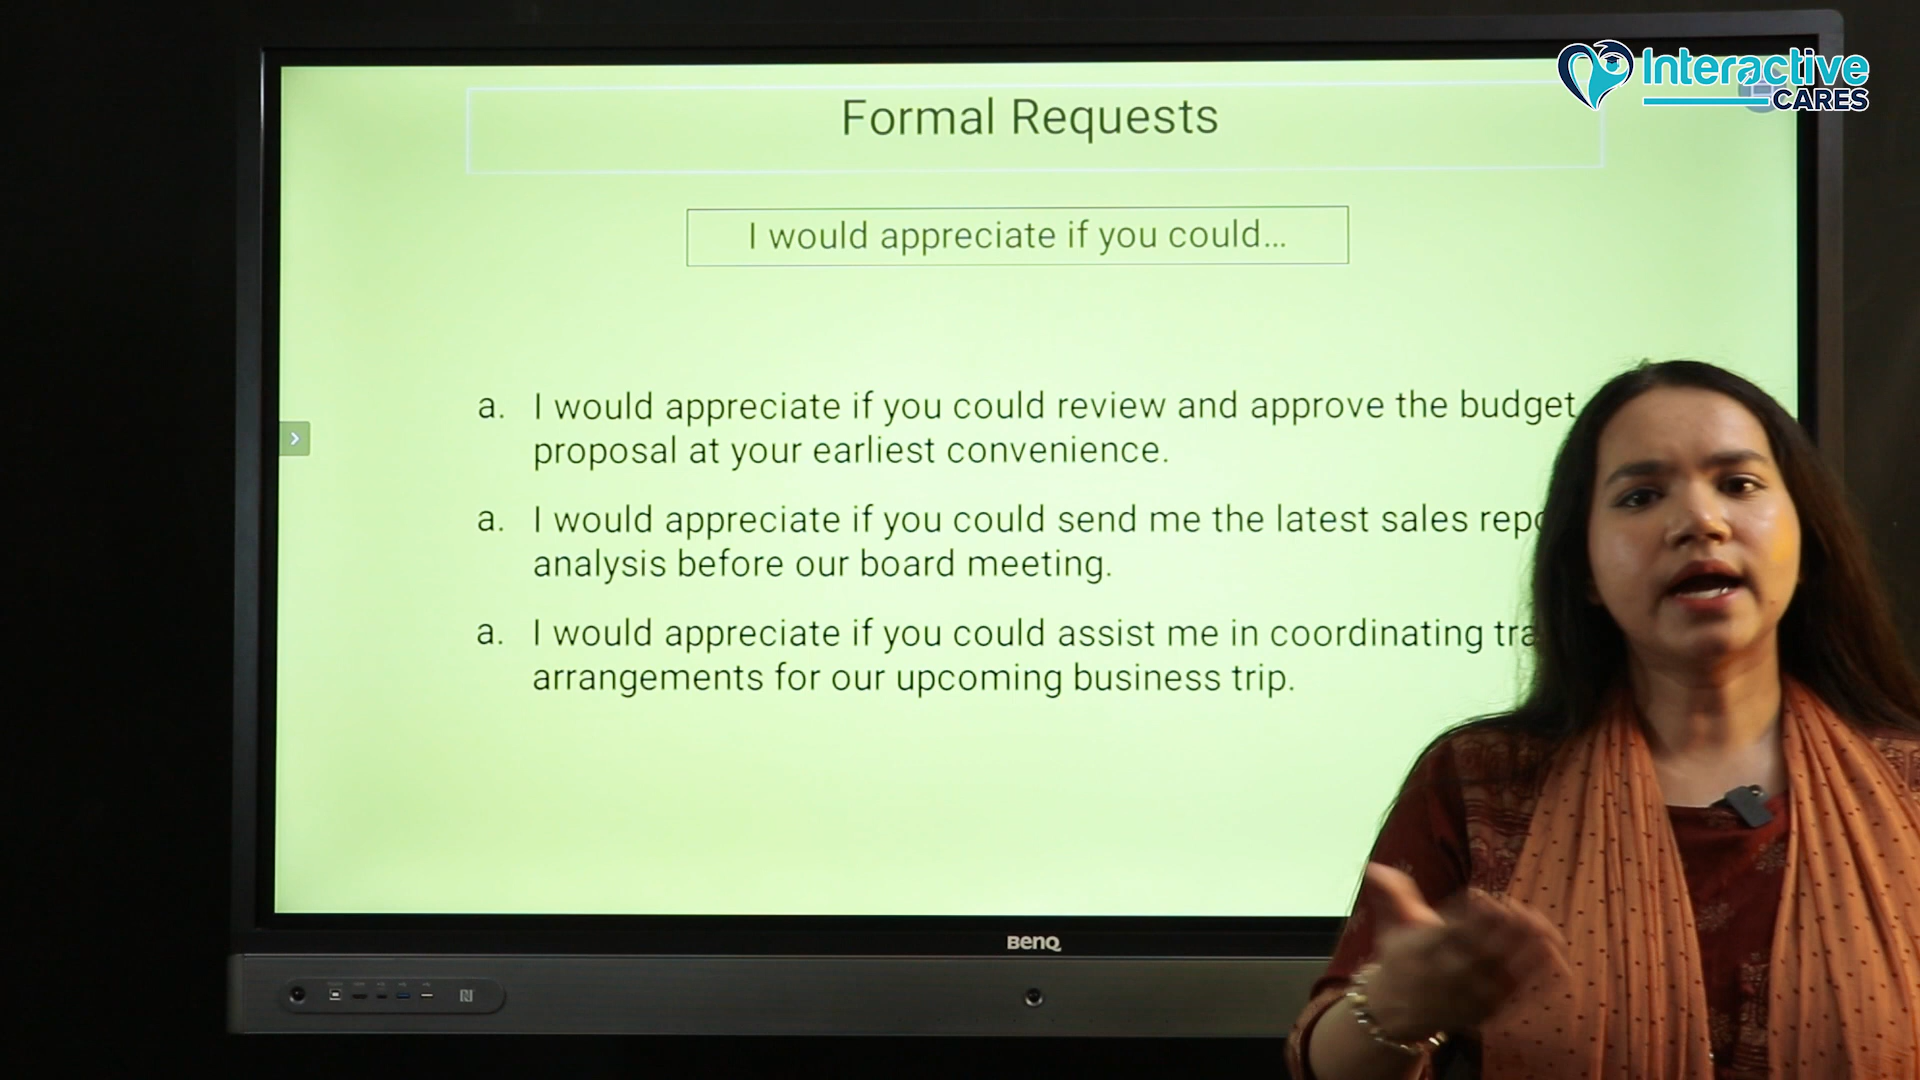 Interactive
CARES
Formal Requests
I would appreciate if you could...
a. I would appreciate if you could review and approve the budget
proposal at your earliest convenience.
a. I would appreciate if you could send me the latest sales
analysis before our board meeting.
a. I would appreciate if you could assist me in coordinating
arrangements for our upcoming business trip.
BenQ